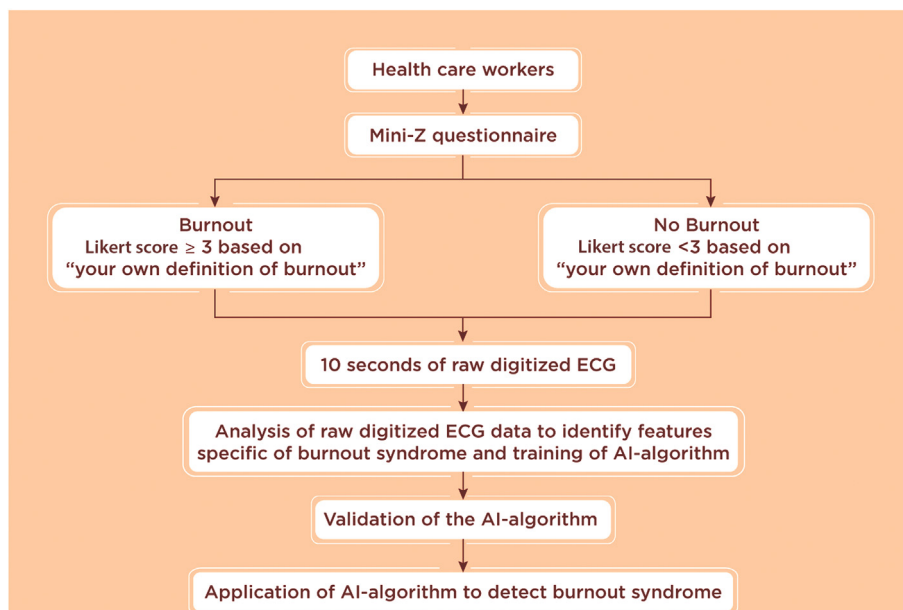 Health care workers
Mini-Z questionnaire
Burnout
Likert score ≥ 3 based on
“your own definition of burnout”
No Burnout
Likert score <3 based on
“your own definition of burnout”
10 seconds of raw digitized ECG
Analysis of raw digitized ECG data to identify features
specific of burnout syndrome and training of AI-algorithm
Validation of the AI-algorithm
Application of AI-algorithm to detect burnout syndrome